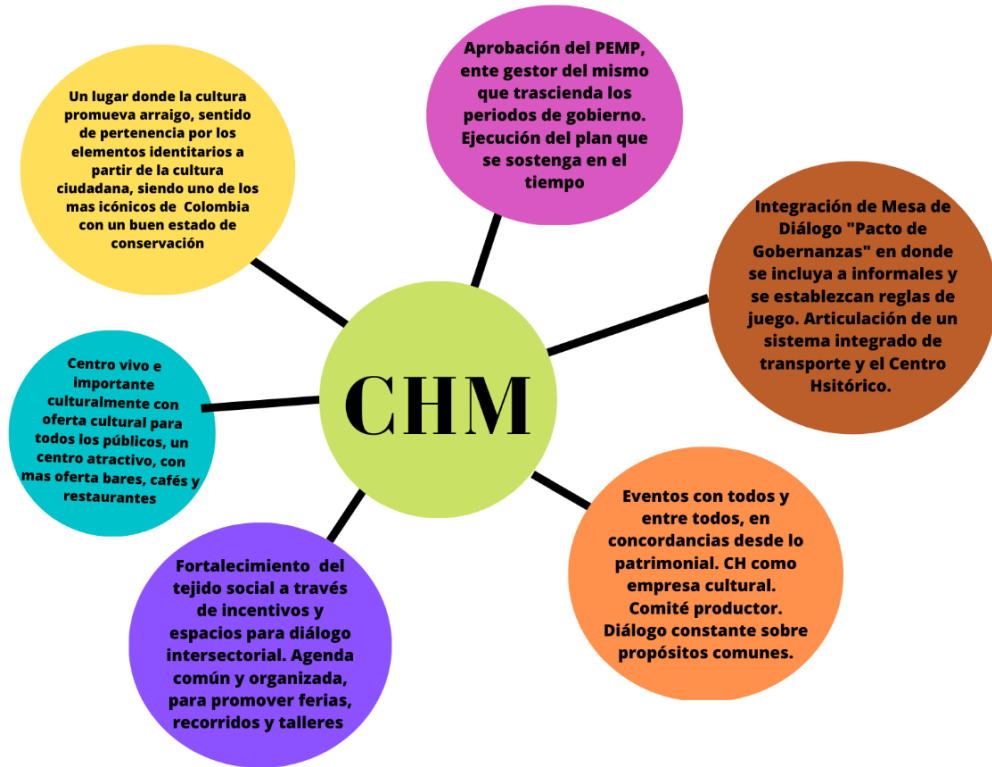 Un lugar donde la cultura
promueva arraigo, sentido
de pertenencia por los
elementos identitarios a
partir de la cultura
ciudadana, siendo uno de los
mas icónicos de Colombia
con un buen estado de
conservación
Aprobación del PEMP,
ente gestor del mismo
que trascienda los
periodos de gobierno.
Ejecución del plan que
se sostenga en el
tiempo
Integración de Mesa de
Diálogo "Pacto de
Gobernanzas" en donde
se incluya a informales y
se establezcan reglas de
juego. Articulación de un
sistema integrado de
transporte y el Centro
Hsitórico.
CHM
Centro vivo e
importante
culturalmente con
oferta cultural para
todos los públicos, un
centro atractivo, con
mas oferta bares, cafés y
restaurantes
Eventos con todos y
entre todos, en
concordancias desde lo
patrimonial. CH como
empresa cultural.
Comité productor.
Diálogo constante sobre
propósitos comunes.
Fortalecimiento del
tejido social a través
de incentivos y
espacios para diálogo
intersectorial. Agenda
común y organizada,
para promover ferias,
recorridos y talleres